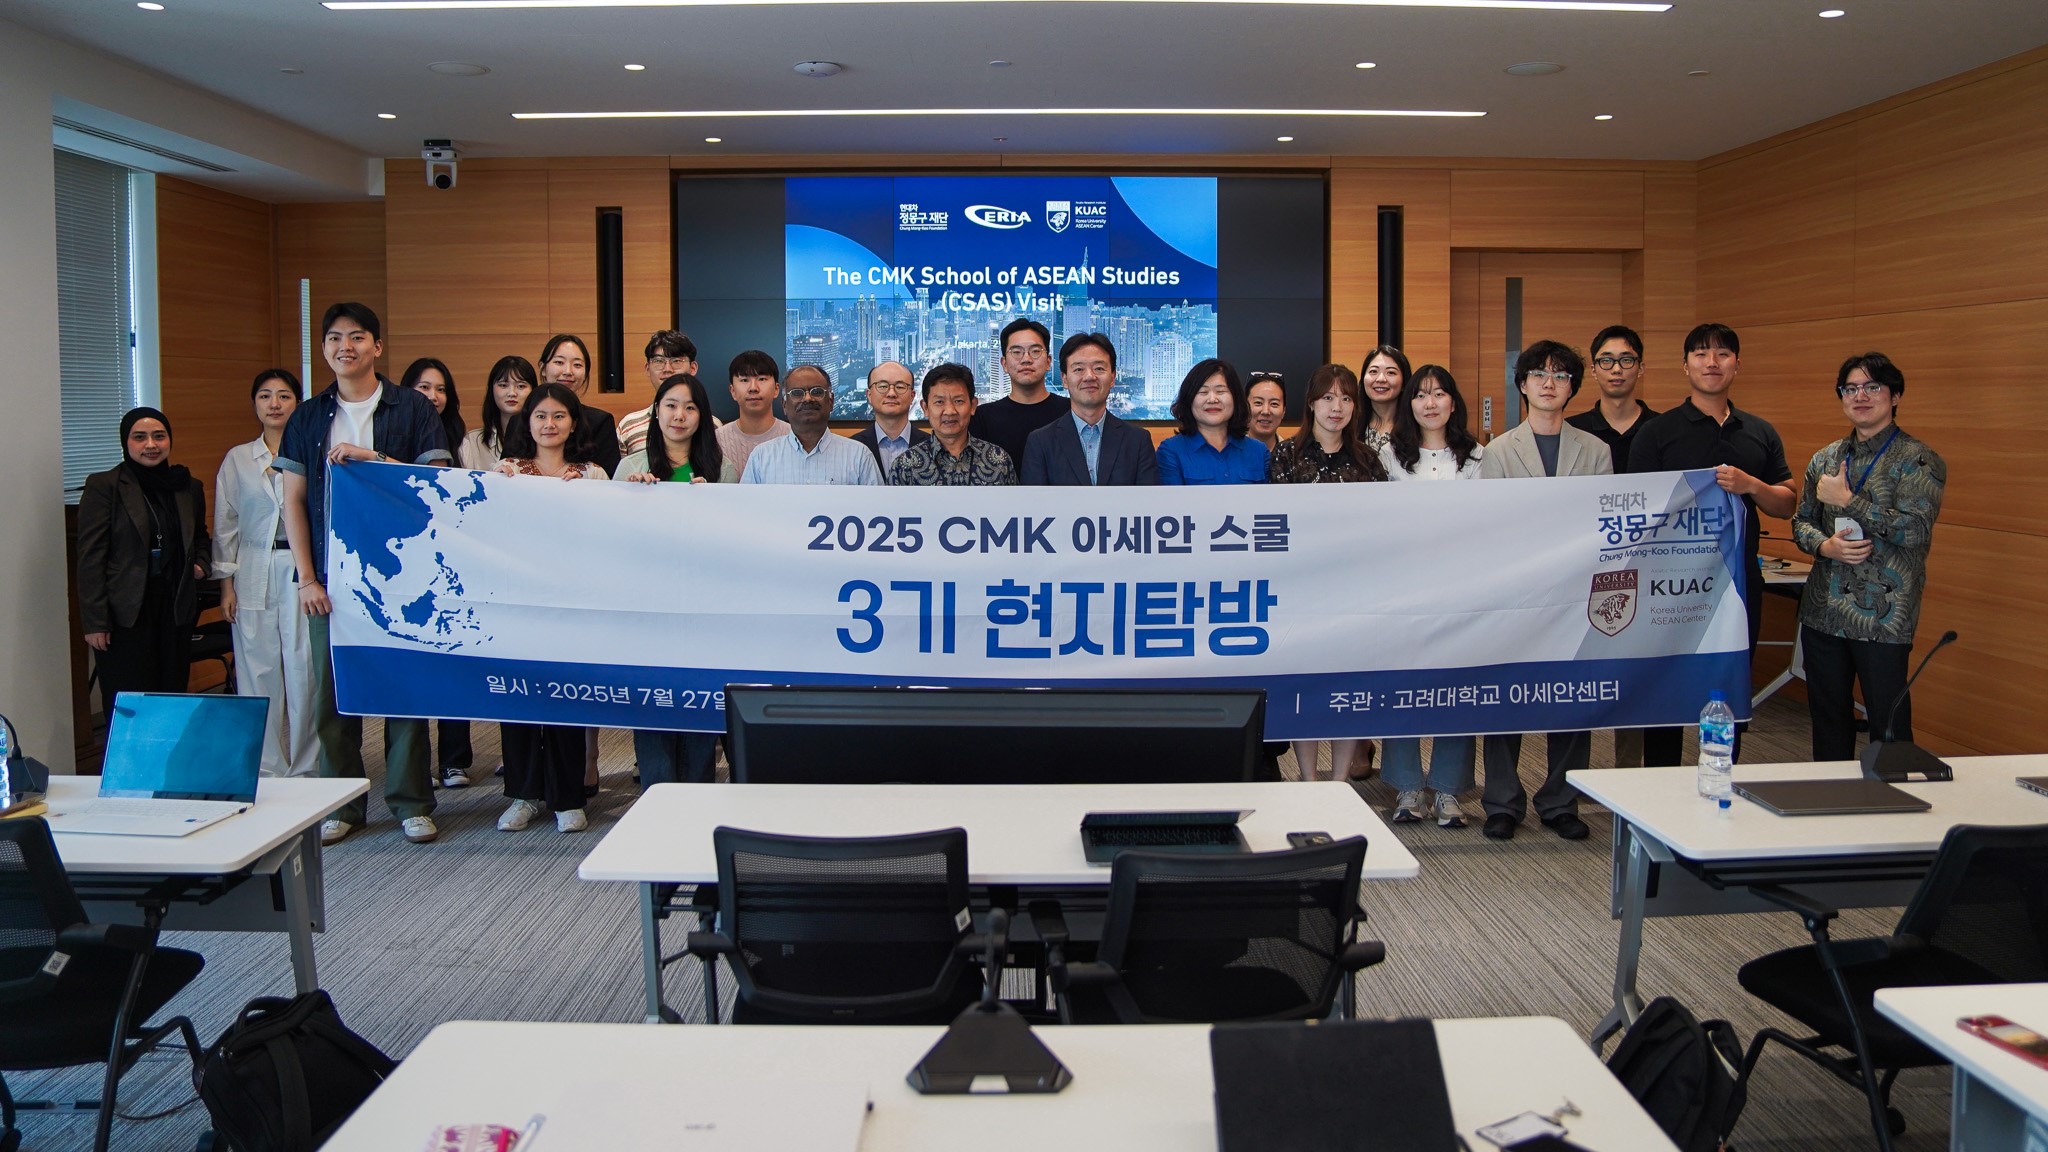 현대차
정몽구 재단
Chung Mong-Koo Foundation
ERIA
KUAC
Korea University
ASEAN Center
The CMK School of ASEAN Studies
(CSAS) Visit
Jakarta, 2
PUSH
2025 CMK 아세안 스쿨
3기 현지탐방
일시 : 2025년 7월 27일
| 주관 : 고려대학교 아세안센터
현대차
정몽구 재단
Chung Mong-Koo Foundation
KOREA
UNIVERSITY
1905
KUAC
Korea University
ASEAN Center